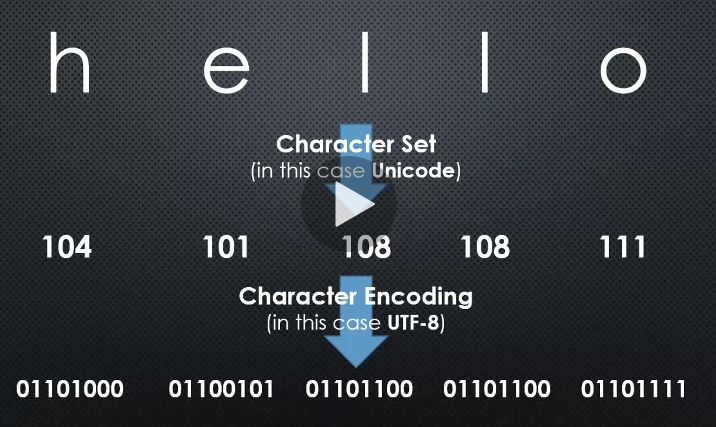 h e l l o
Character Set
(in this case Unicode)
104 101 108 108 111
Character Encoding
(in this case UTF-8)
01101000 01100101 01101100 01101100 01101111